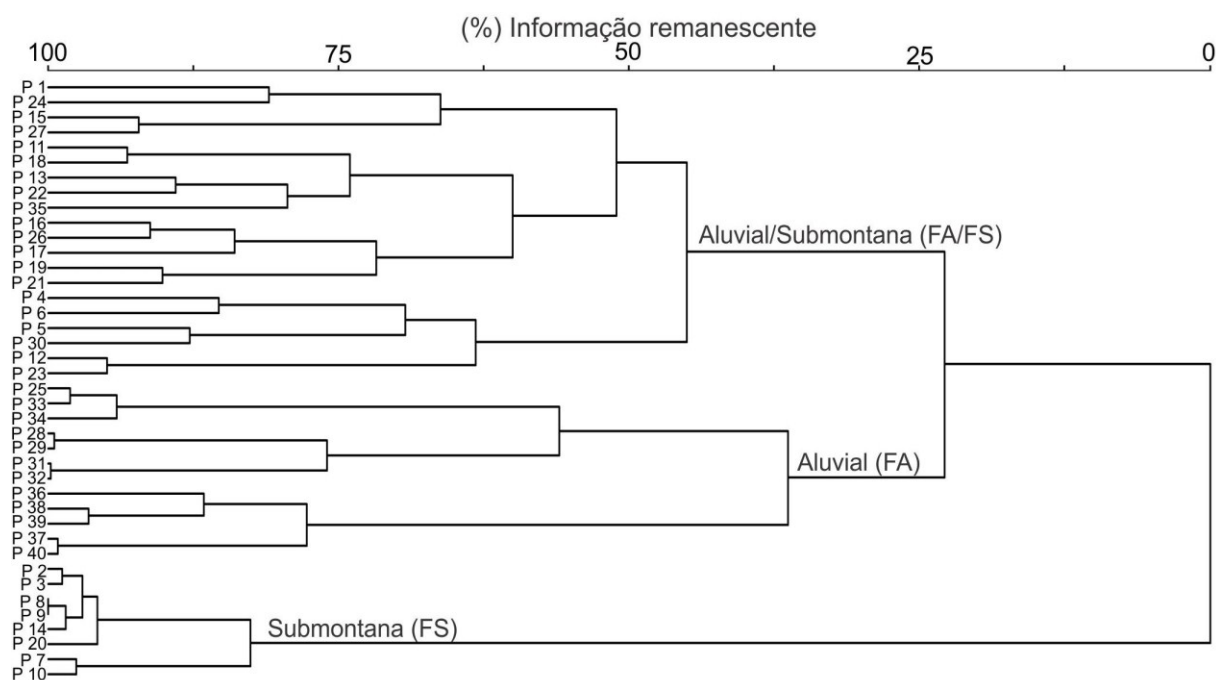 (%) Informação remanescente
100 75 50 25 0
P 1
P 24
P 15
P 27
P 11
P 18
P 13
P 22
P 35
P 16
P 26
P 17
P 19
P 21
P 4
P 6
P 5
P 30
P 12
P 23
P 25
P 33
P 34
P 28
P 29
P 31
P 32
P 36
P 38
P 39
P 37
P 40
P 2
P 3
P 8
P 9
P 14
P 20
P 7
P 10
Aluvial/Submontana (FA/FS)
Aluvial (FA)
Submontana (FS)